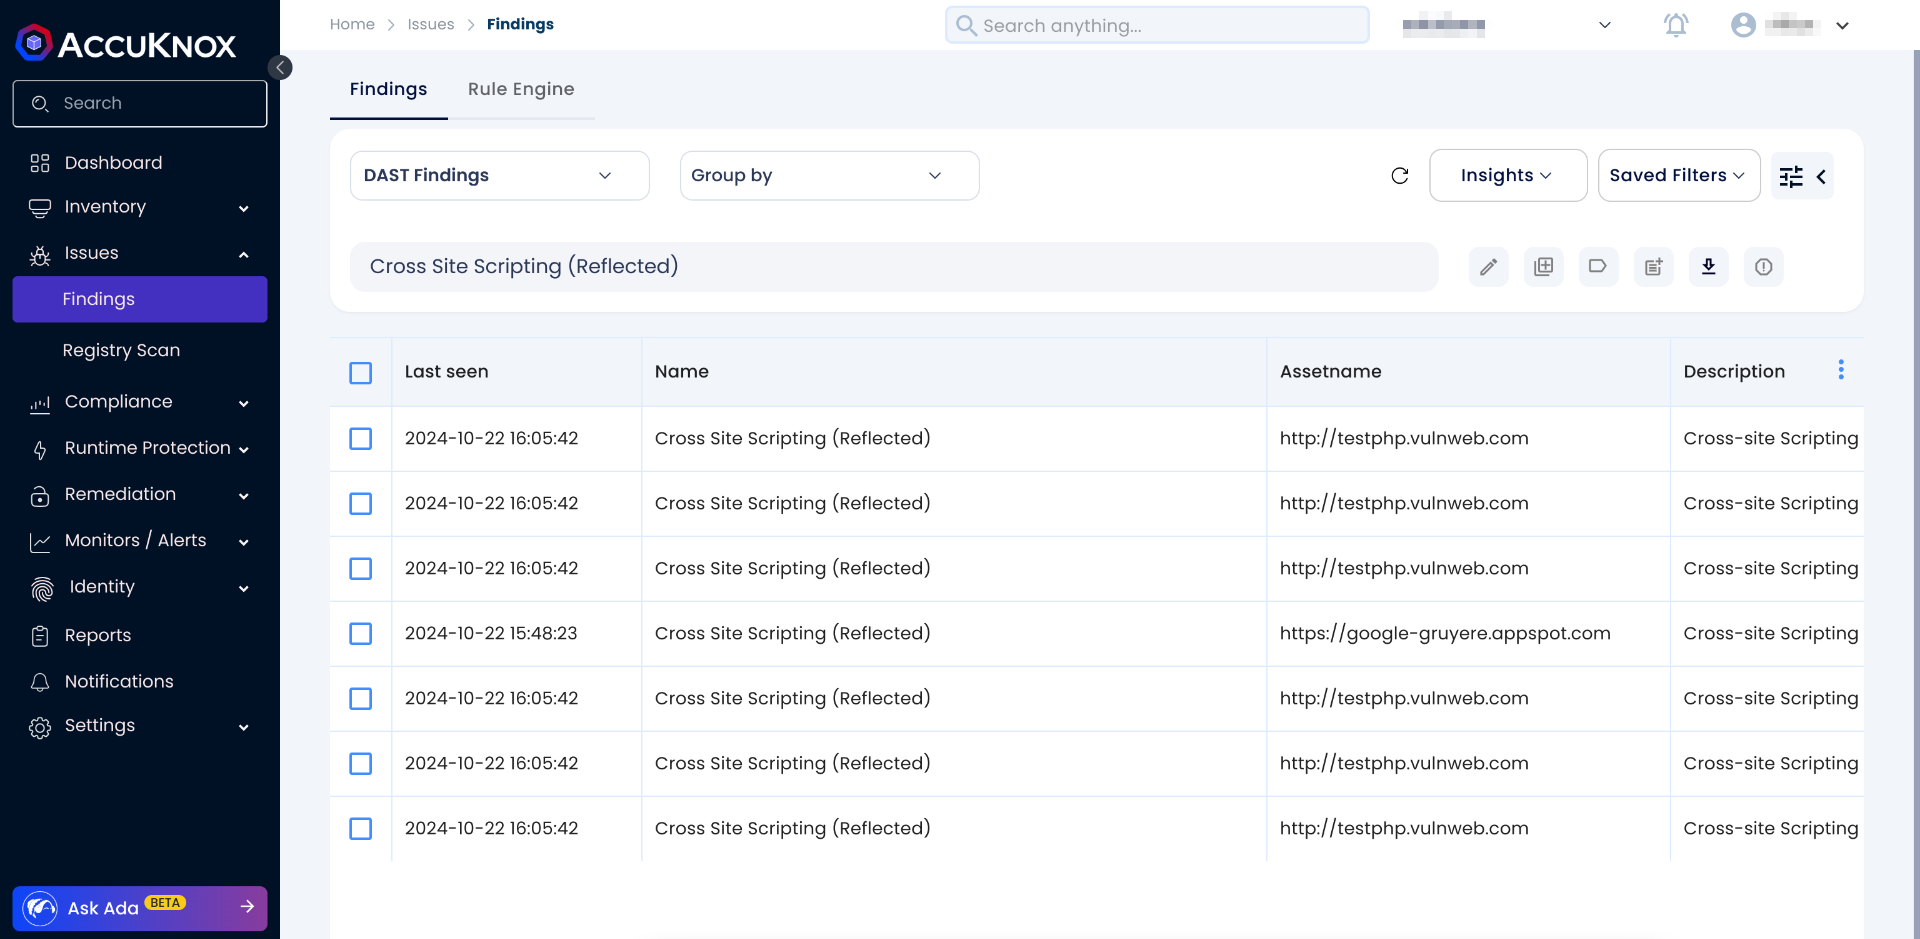 ACCUKNOX
Search
Dashboard
Inventory
Issues
Findings
Registry Scan
Compliance
Runtime Protection
Remediation
Monitors / Alerts
Identity
Reports
Notifications
Settings
Ask Ada BETA
Home > Issues > Findings
Search anything...
Findings Rule Engine
DAST Findings Group by Insights Saved Filters
Cross Site Scripting (Reflected)
Last seen Name Assetname Description
2024-10-22 16:05:42 Cross Site Scripting (Reflected) http://testphp.vulnweb.com Cross-site Scripting
2024-10-22 16:05:42 Cross Site Scripting (Reflected) http://testphp.vulnweb.com Cross-site Scripting
2024-10-22 16:05:42 Cross Site Scripting (Reflected) http://testphp.vulnweb.com Cross-site Scripting
2024-10-22 15:48:23 Cross Site Scripting (Reflected) https://google-gruyere.appspot.com Cross-site Scripting
2024-10-22 16:05:42 Cross Site Scripting (Reflected) http://testphp.vulnweb.com Cross-site Scripting
2024-10-22 16:05:42 Cross Site Scripting (Reflected) http://testphp.vulnweb.com Cross-site Scripting
2024-10-22 16:05:42 Cross Site Scripting (Reflected) http://testphp.vulnweb.com Cross-site Scripting